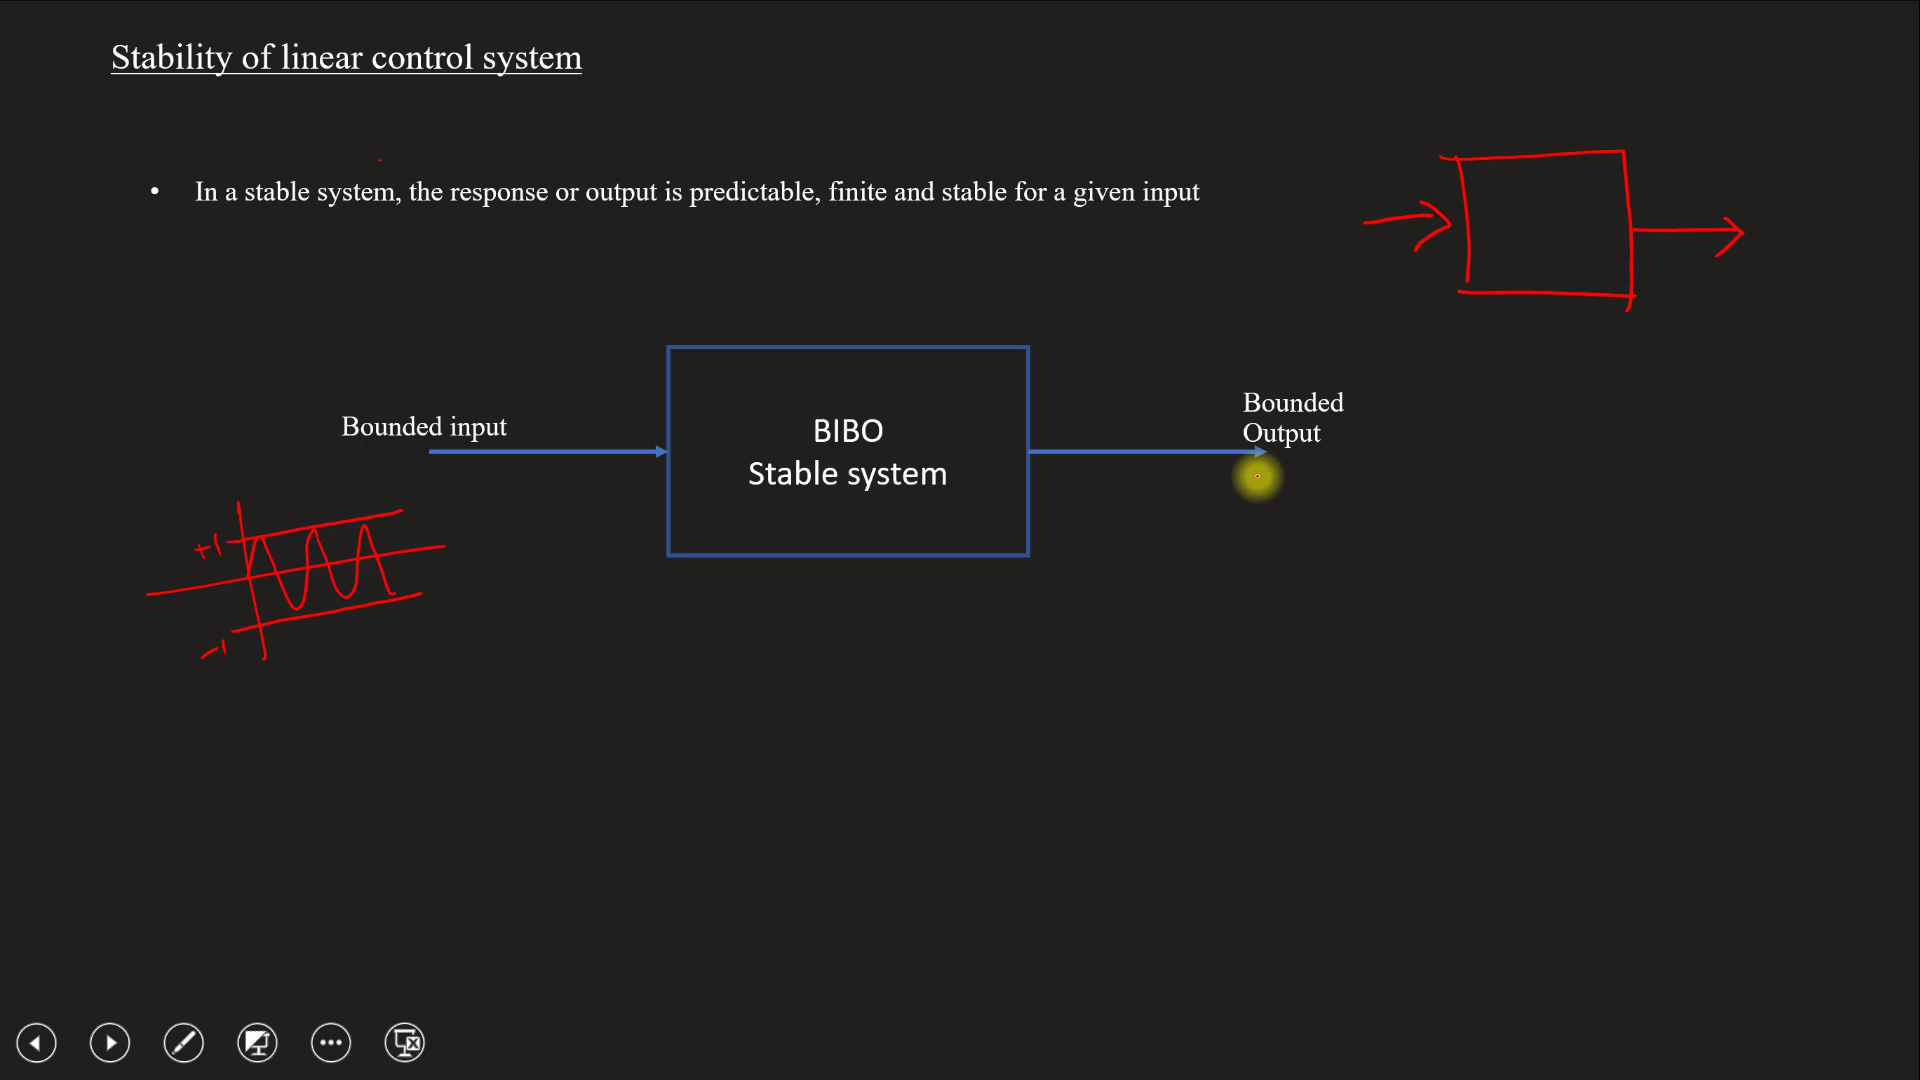 Stability of linear control system
• In a stable system, the response or output is predictable, finite and stable for a given input
Bounded input
BIBO
Stable system
Bounded
Output
+1
-1